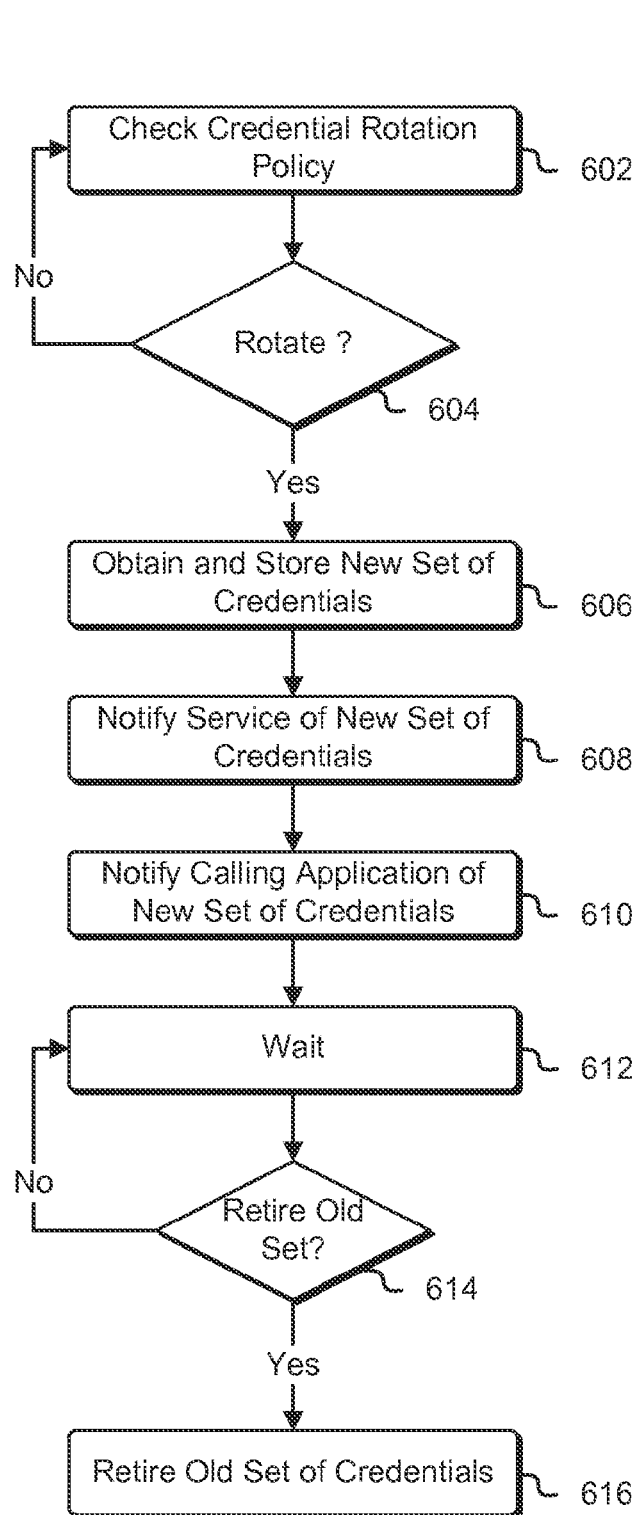 Check Credential Rotation
Policy
602
No
Rotate ?
604
Yes
Obtain and Store New Set of
Credentials
606
Notify Service of New Set of
Credentials
608
Notify Calling Application of
New Set of Credentials
610
Wait
612
No
Retire Old
Set?
614
Yes
Retire Old Set of Credentials
616